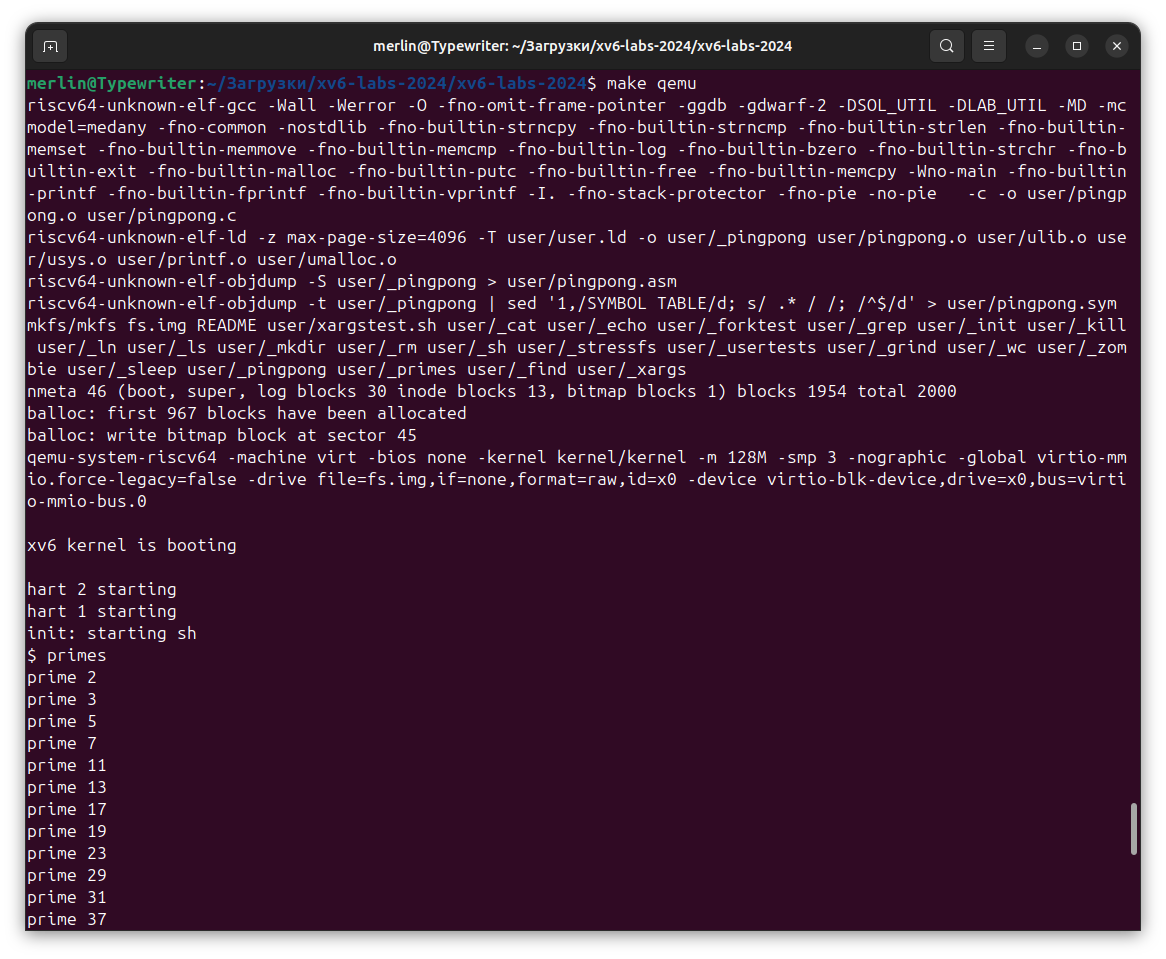 merlin@Typewriter: ~/Загрузки/xv6-labs-2024/xv6-labs-2024
merlin@Typewriter:~/Загрузки/xv6-labs-2024/xv6-labs-2024$ make qemu
riscv64-unknown-elf-gcc -Wall -Werror -O -fno-omit-frame-pointer -ggdb -gdwarf-2 -DSOL_UTIL -DLAB_UTIL -MD -mc
model=medany -fno-common -nostdlib -fno-builtin-strncpy -fno-builtin-strncmp -fno-builtin-strlen -fno-builtin-
memset -fno-builtin-memmove -fno-builtin-memcmp -fno-builtin-log -fno-builtin-bzero -fno-builtin-strchr -fno-b
uiltin-exit -fno-builtin-malloc -fno-builtin-putc -fno-builtin-free -fno-builtin-memcpy -Wno-main -fno-builtin
-printf -fno-builtin-fprintf -fno-builtin-vprintf -I. -fno-stack-protector -fno-pie -no-pie   -c -o user/pingp
ong.o user/pingpong.c
riscv64-unknown-elf-ld -z max-page-size=4096 -T user/user.ld -o user/_pingpong user/pingpong.o user/ulib.o use
r/usys.o user/printf.o user/umalloc.o
riscv64-unknown-elf-objdump -S user/_pingpong > user/pingpong.asm
riscv64-unknown-elf-objdump -t user/_pingpong | sed '1,/SYMBOL TABLE/d; s/ .* / /; /^$/d' > user/pingpong.sym
mkfs/mkfs fs.img README user/xargstest.sh user/_cat user/_echo user/_forktest user/_grep user/_init user/_kill
 user/_ln user/_ls user/_mkdir user/_rm user/_sh user/_stressfs user/_usertests user/_grind user/_wc user/_zom
bie user/_sleep user/_pingpong user/_primes user/_find user/_xargs
nmeta 46 (boot, super, log blocks 30 inode blocks 13, bitmap blocks 1) blocks 1954 total 2000
balloc: first 967 blocks have been allocated
balloc: write bitmap block at sector 45
qemu-system-riscv64 -machine virt -bios none -kernel kernel/kernel -m 128M -smp 3 -nographic -global virtio-mm
io.force-legacy=false -drive file=fs.img,if=none,format=raw,id=x0 -device virtio-blk-device,drive=x0,bus=virti
o-mmio-bus.0
xv6 kernel is booting
hart 2 starting
hart 1 starting
init: starting sh
$ primes
prime 2
prime 3
prime 5
prime 7
prime 11
prime 13
prime 17
prime 19
prime 23
prime 29
prime 31
prime 37